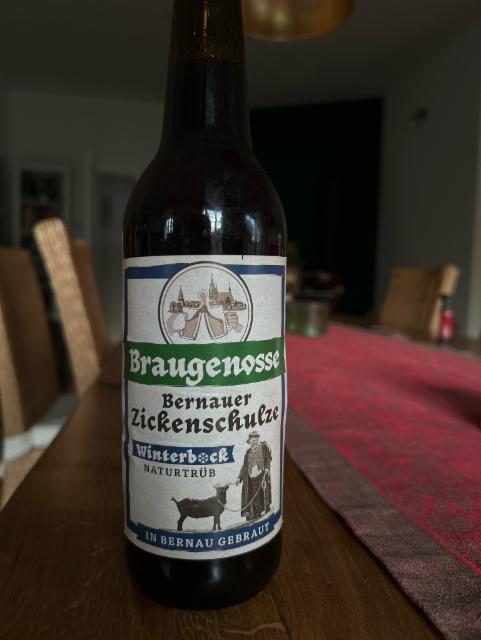 Braugenosse
Bernauer
Zickenschulze
Winterbock
NATURTRÜB
IN BERNAU GEBRAUT